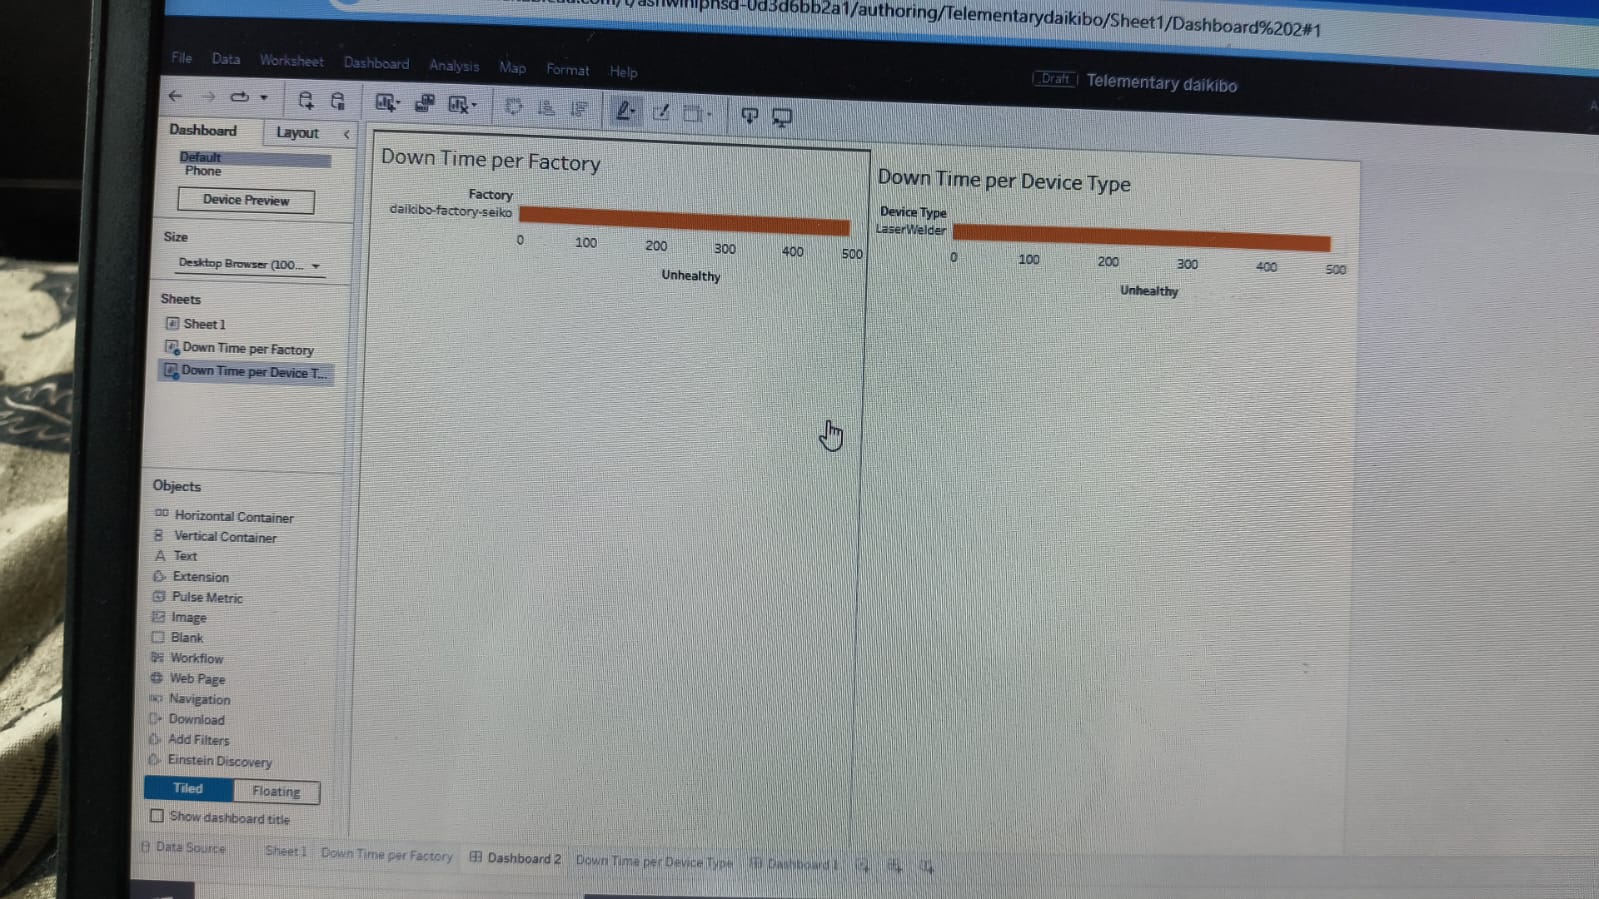 /authoring/Telementarydaikibo/Sheet1/Dashboard%202#1
File Data Worksheet Dashboard Analysis Map Format Help
Draft Telementary daikibo
Dashboard Layout <
Default
Phone
Device Preview
Size
Desktop Browser (100...
Sheets
Sheet 1
Down Time per Factory
Down Time per Device T...
Objects
Horizontal Container
Vertical Container
Text
Extension
Pulse Metric
Image
Blank
Workflow
Web Page
Navigation
Download
Add Filters
Einstein Discovery
Tiled Floating
Show dashboard title
Down Time per Factory
Factory
daikibo-factory-seiko
0 100 200 300 400 500
Unhealthy
Down Time per Device Type
Device Type
LaserWelder
0 100 200 300 400 500
Unhealthy
Data Source Sheet 1 Down Time per Factory Dashboard 2 Down Time per Device Type Dashboard 1